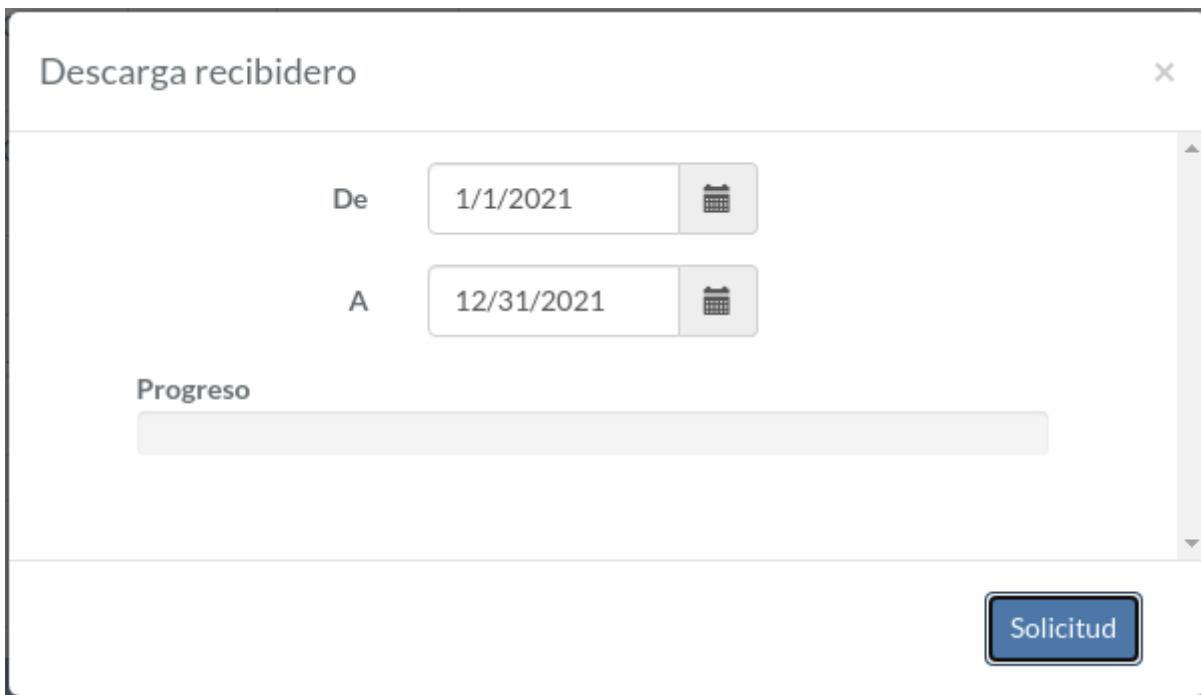 Descarga recibidero ×
De 1/1/2021
A 12/31/2021
Progreso
Solicitud